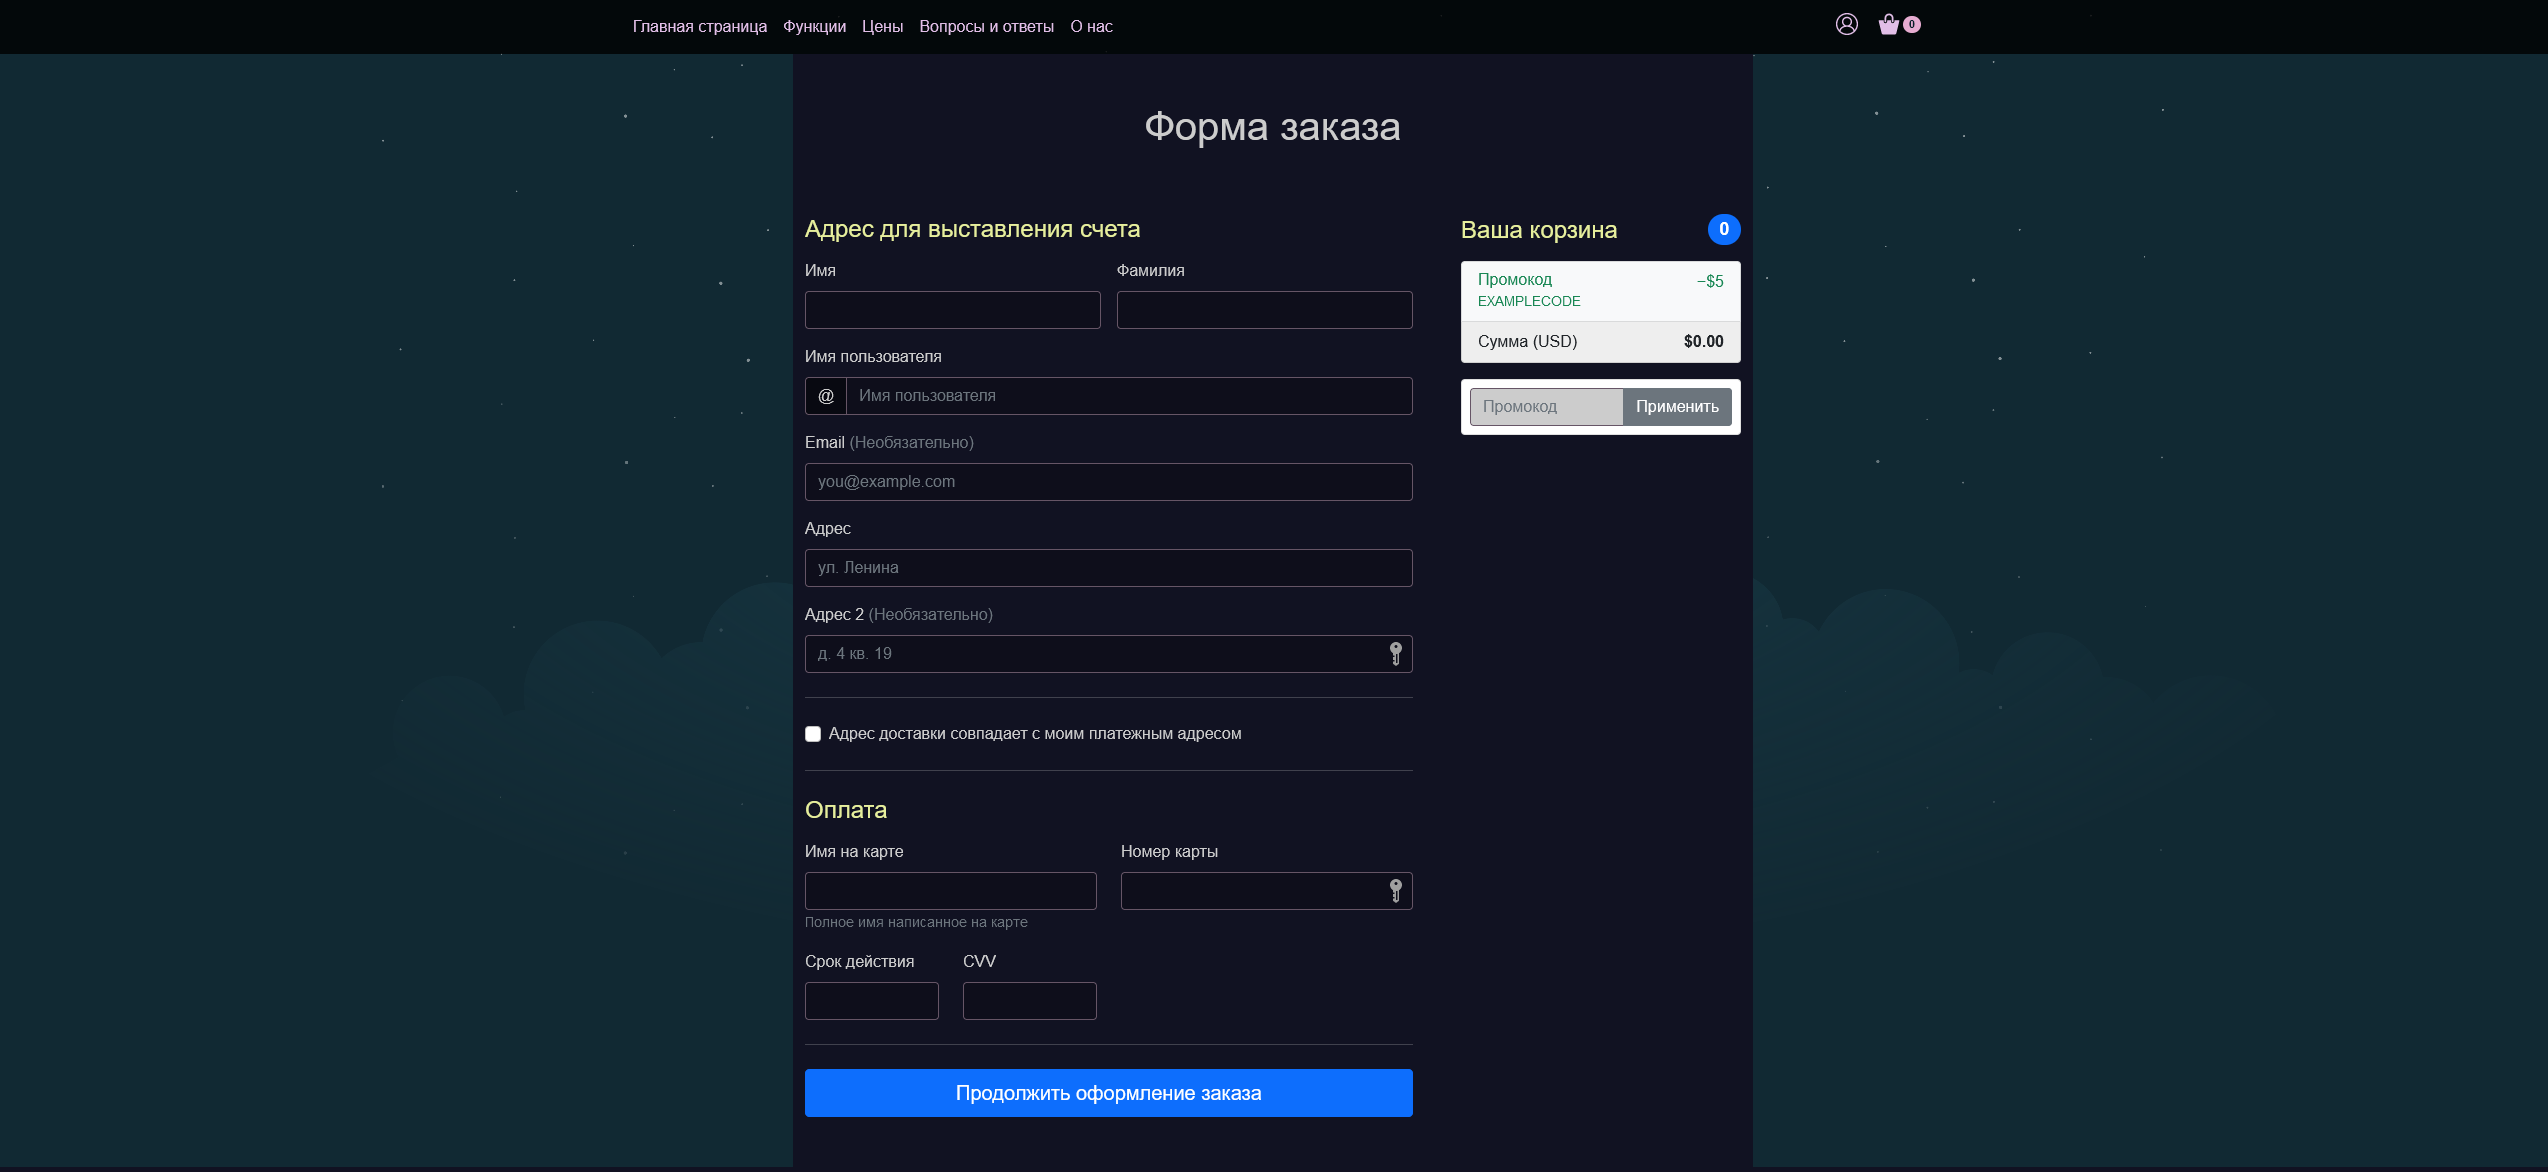 Главная страница Функции Цены Вопросы и ответы О нас 0
Форма заказа
Адрес для выставления счета
Имя Фамилия
Имя пользователя
@ Имя пользователя
Email (Необязательно)
you@example.com
Адрес
ул. Ленина
Адрес 2 (Необязательно)
д. 4 кв. 19
Адрес доставки совпадает с моим платежным адресом
Оплата
Имя на карте Номер карты
Полное имя написанное на карте
Срок действия CVV
Продолжить оформление заказа
Ваша корзина 0
Промокод −$5
EXAMPLECODE
Сумма (USD) $0.00
Промокод Применить